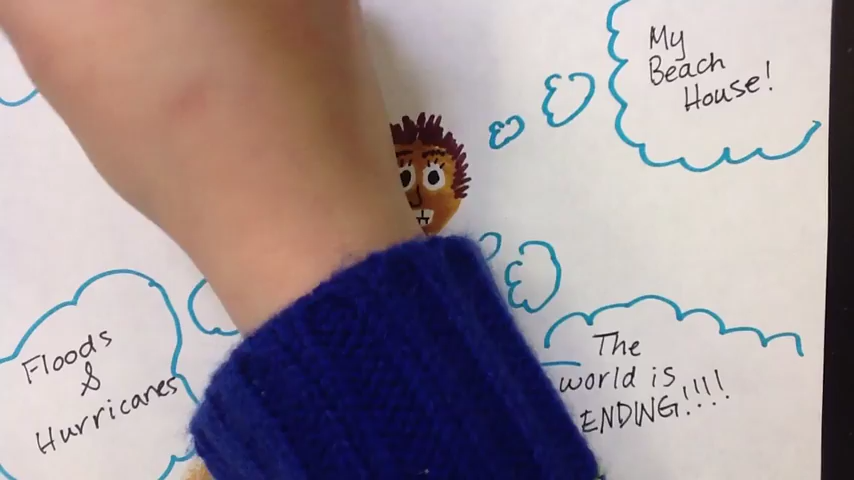 My
Beach
House!
Floods
&
Hurricanes
The
world is
ENDING!!!!